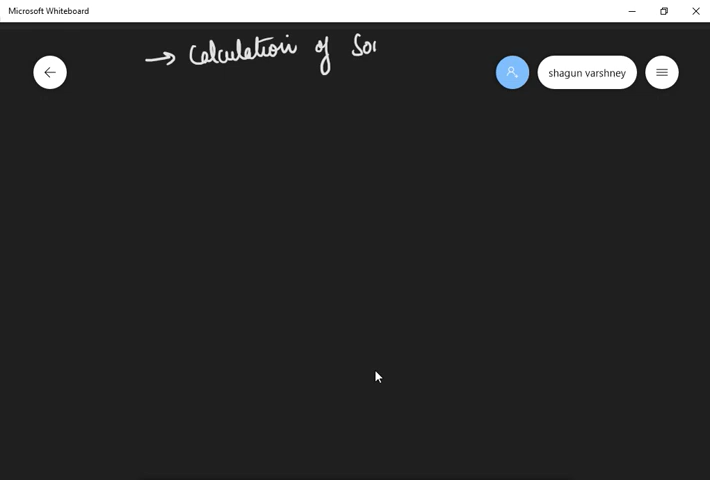 Microsoft Whiteboard
→ Calculation of
shagun varshney